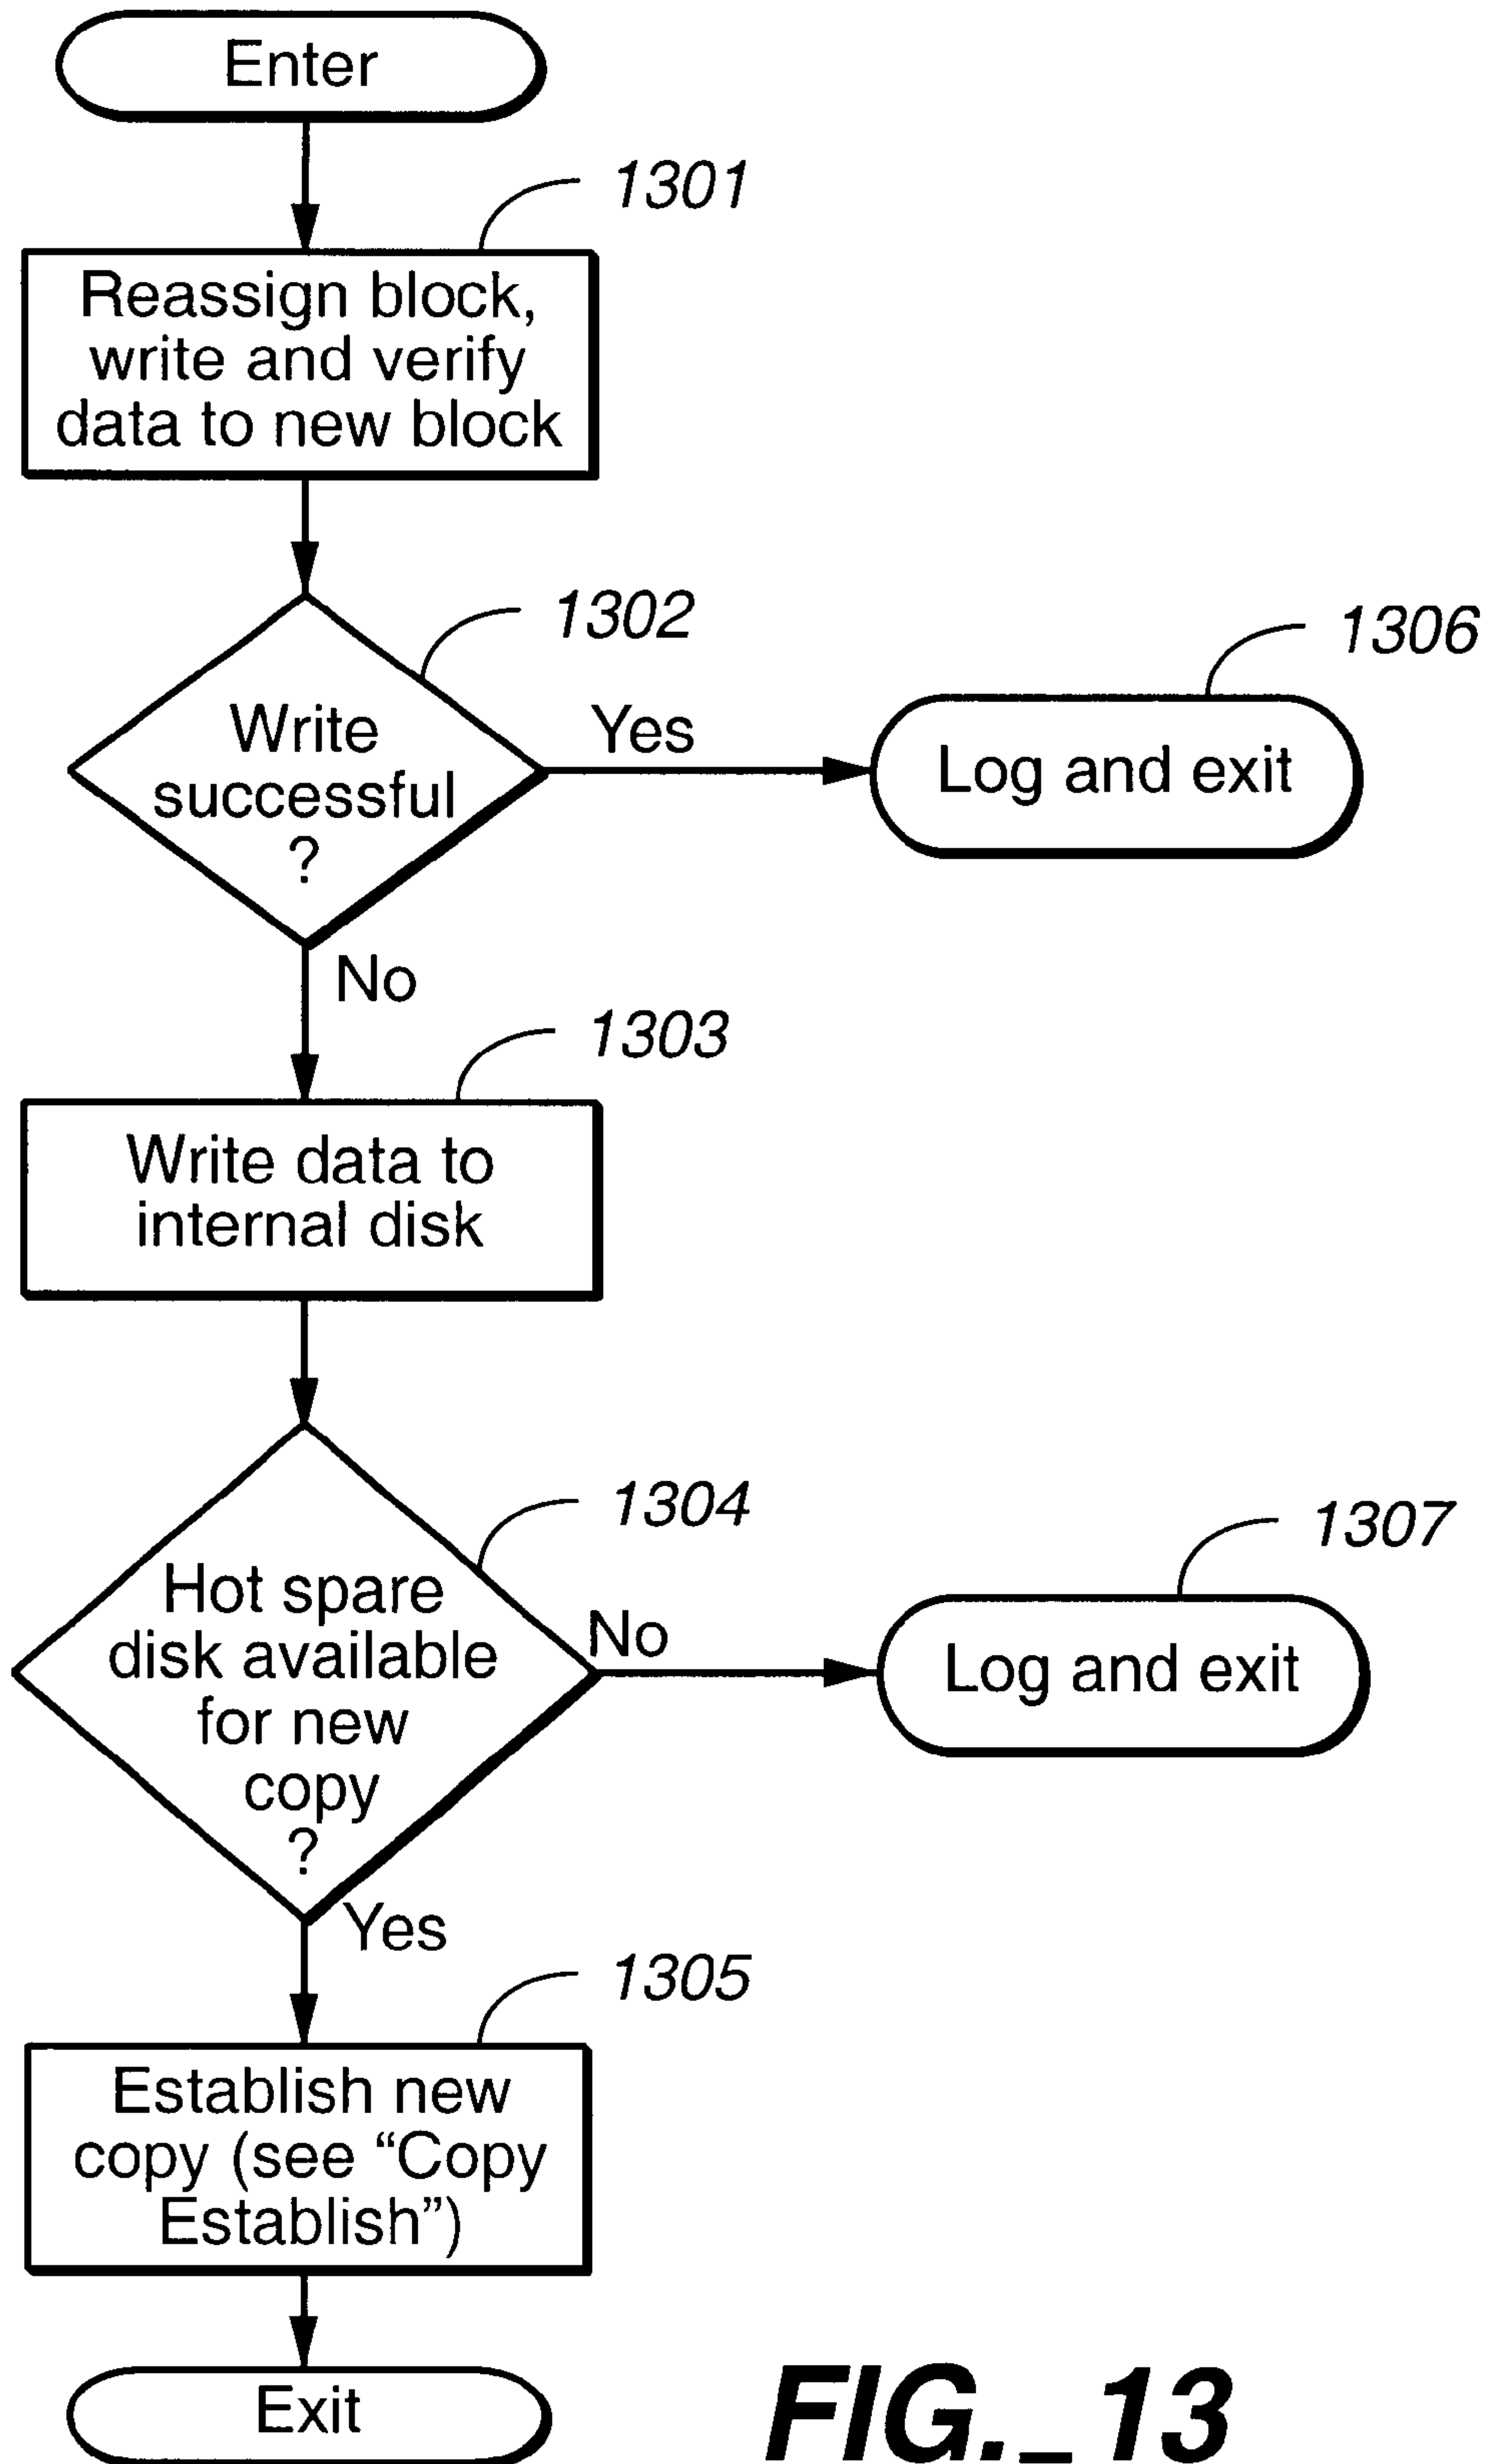 Enter
1301
Reassign block,
write and verify
data to new block
1302
1306
Write
successful
?
Yes
Log and exit
No
1303
Write data to
internal disk
1304
1307
Hot spare
disk available
for new
copy
?
No
Log and exit
Yes
1305
Establish new
copy (see “Copy
Establish”)
Exit
FIG._13